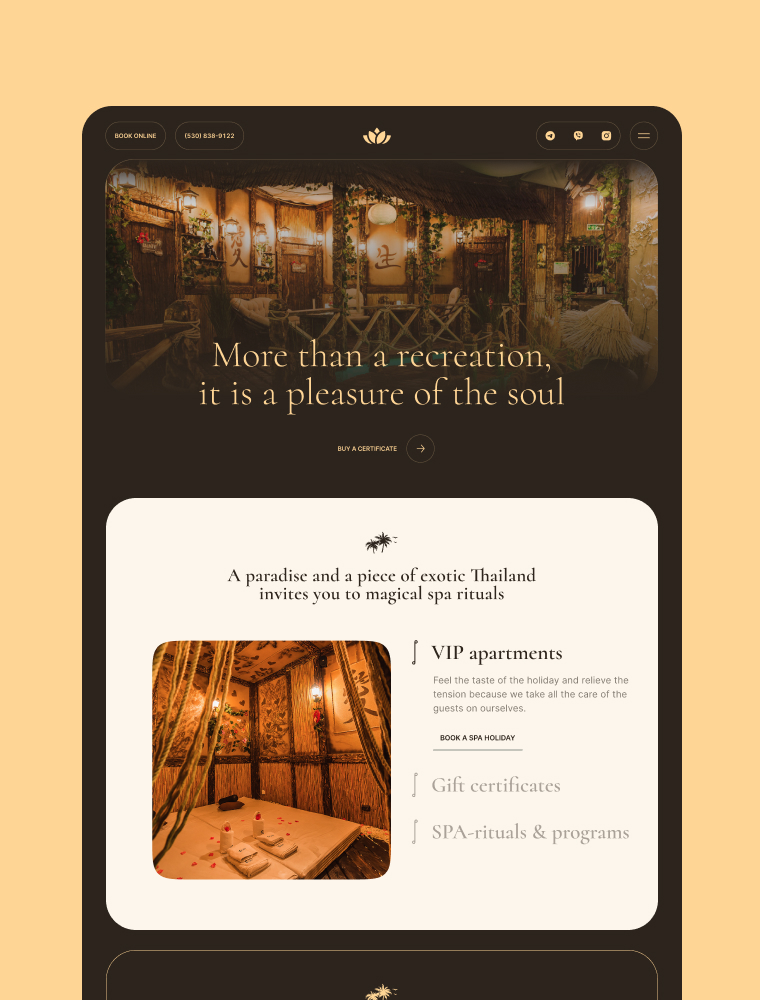 BOOK ONLINE
(530) 838-9122
生
More than a recreation,
it is a pleasure of the soul
BUY A CERTIFICATE
A paradise and a piece of exotic Thailand
invites you to magical spa rituals
VIP apartments
Feel the taste of the holiday and relieve the
tension because we take all the care of the
guests on ourselves.
BOOK A SPA HOLIDAY
Gift certificates
SPA-rituals & programs